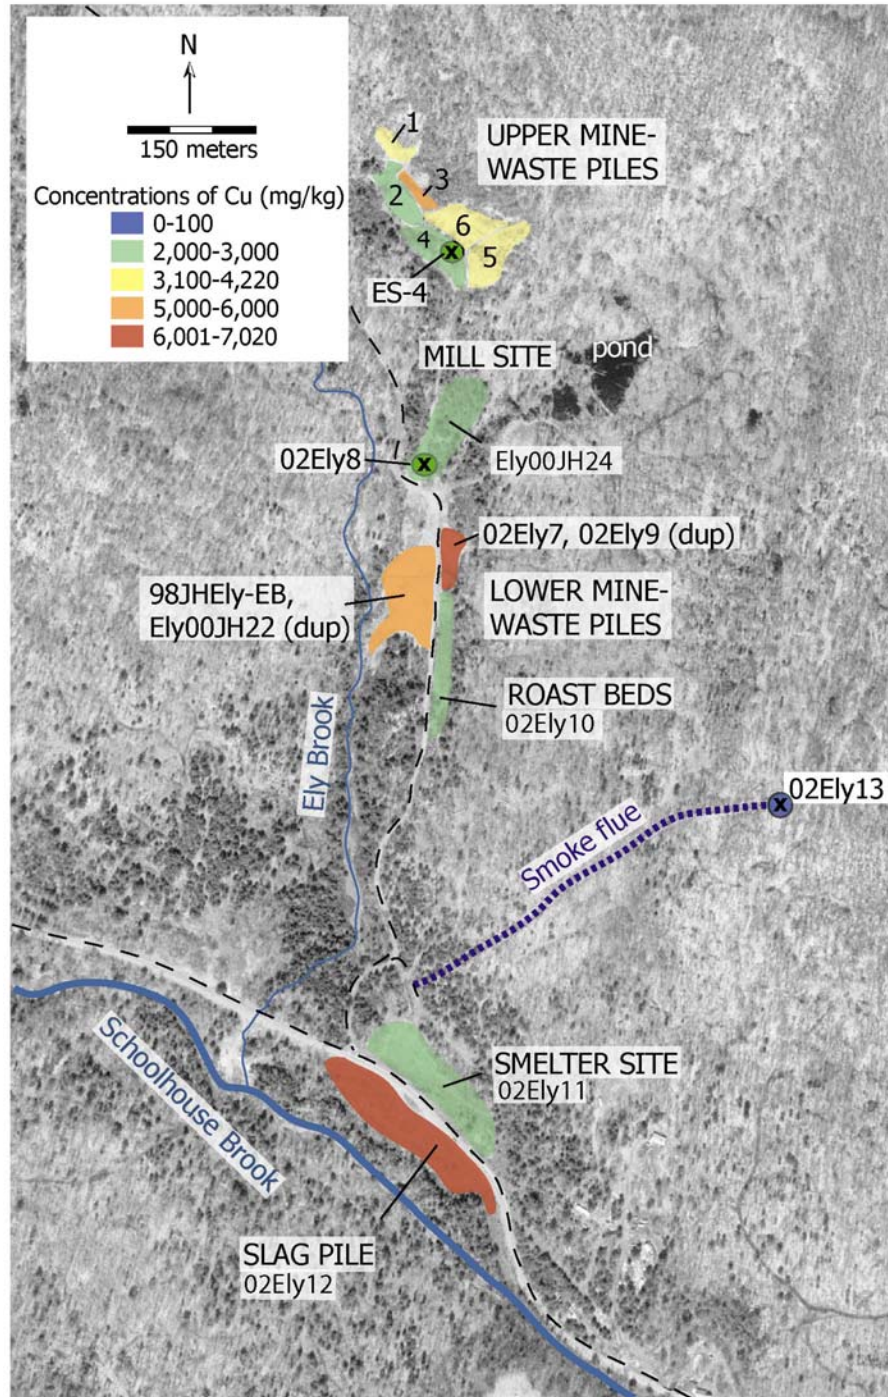 N
150 meters
Concentrations of Cu (mg/kg)
0-100
2,000-3,000
3,100-4,220
5,000-6,000
6,001-7,020
1
UPPER MINE-
WASTE PILES
2
3
6
4
5
x
ES-4
MILL SITE
pond
02Ely8
x
Ely00JH24
02Ely7, 02Ely9 (dup)
98JHEly-EB,
Ely00JH22 (dup)
LOWER MINE-
WASTE PILES
ROAST BEDS
02Ely10
Ely Brook
02Ely13
x
Smoke flue
Schoolhouse Brook
SMELTER SITE
02Ely11
SLAG PILE
02Ely12